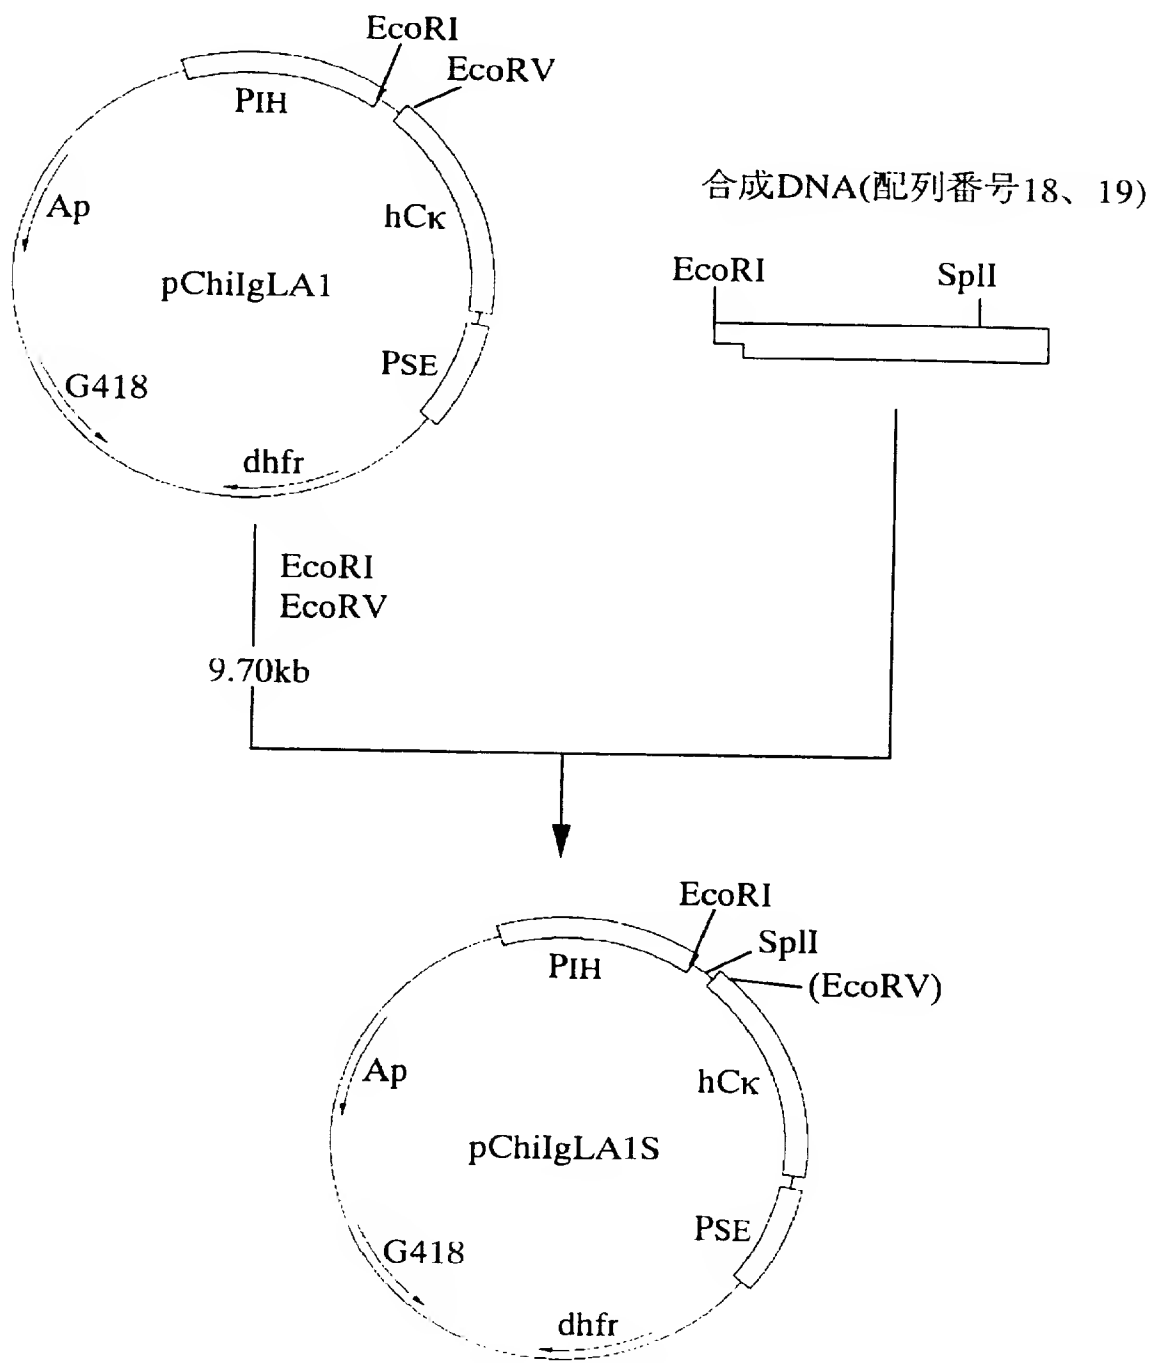 EcoRI
EcoRV
PIH
Ap
hCκ
pChiIgLA1
PSE
G418
dhfr
合成DNA(配列番号18、19)
EcoRI
SplI
EcoRI
EcoRV
9.70kb
EcoRI
SplI
(EcoRV)
PIH
Ap
hCκ
pChiIgLA1S
PSE
G418
dhfr